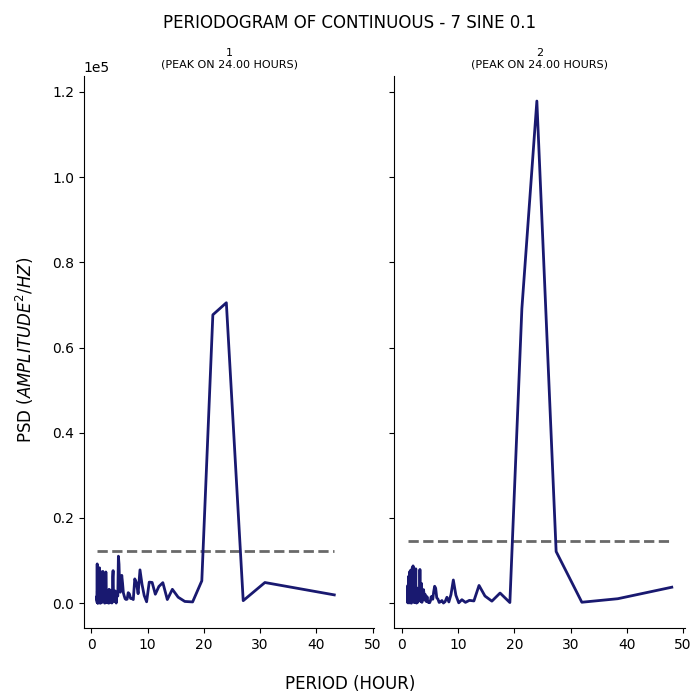 PERIODOGRAM OF CONTINUOUS - 7 SINE 0.1
1
(PEAK ON 24.00 HOURS)
2
(PEAK ON 24.00 HOURS)
1e5
1.2
1.0
0.8
0.6
0.4
0.2
0.0
PSD (AMPLITUDE²/HZ)
0 10 20 30 40 50
0 10 20 30 40 50
PERIOD (HOUR)